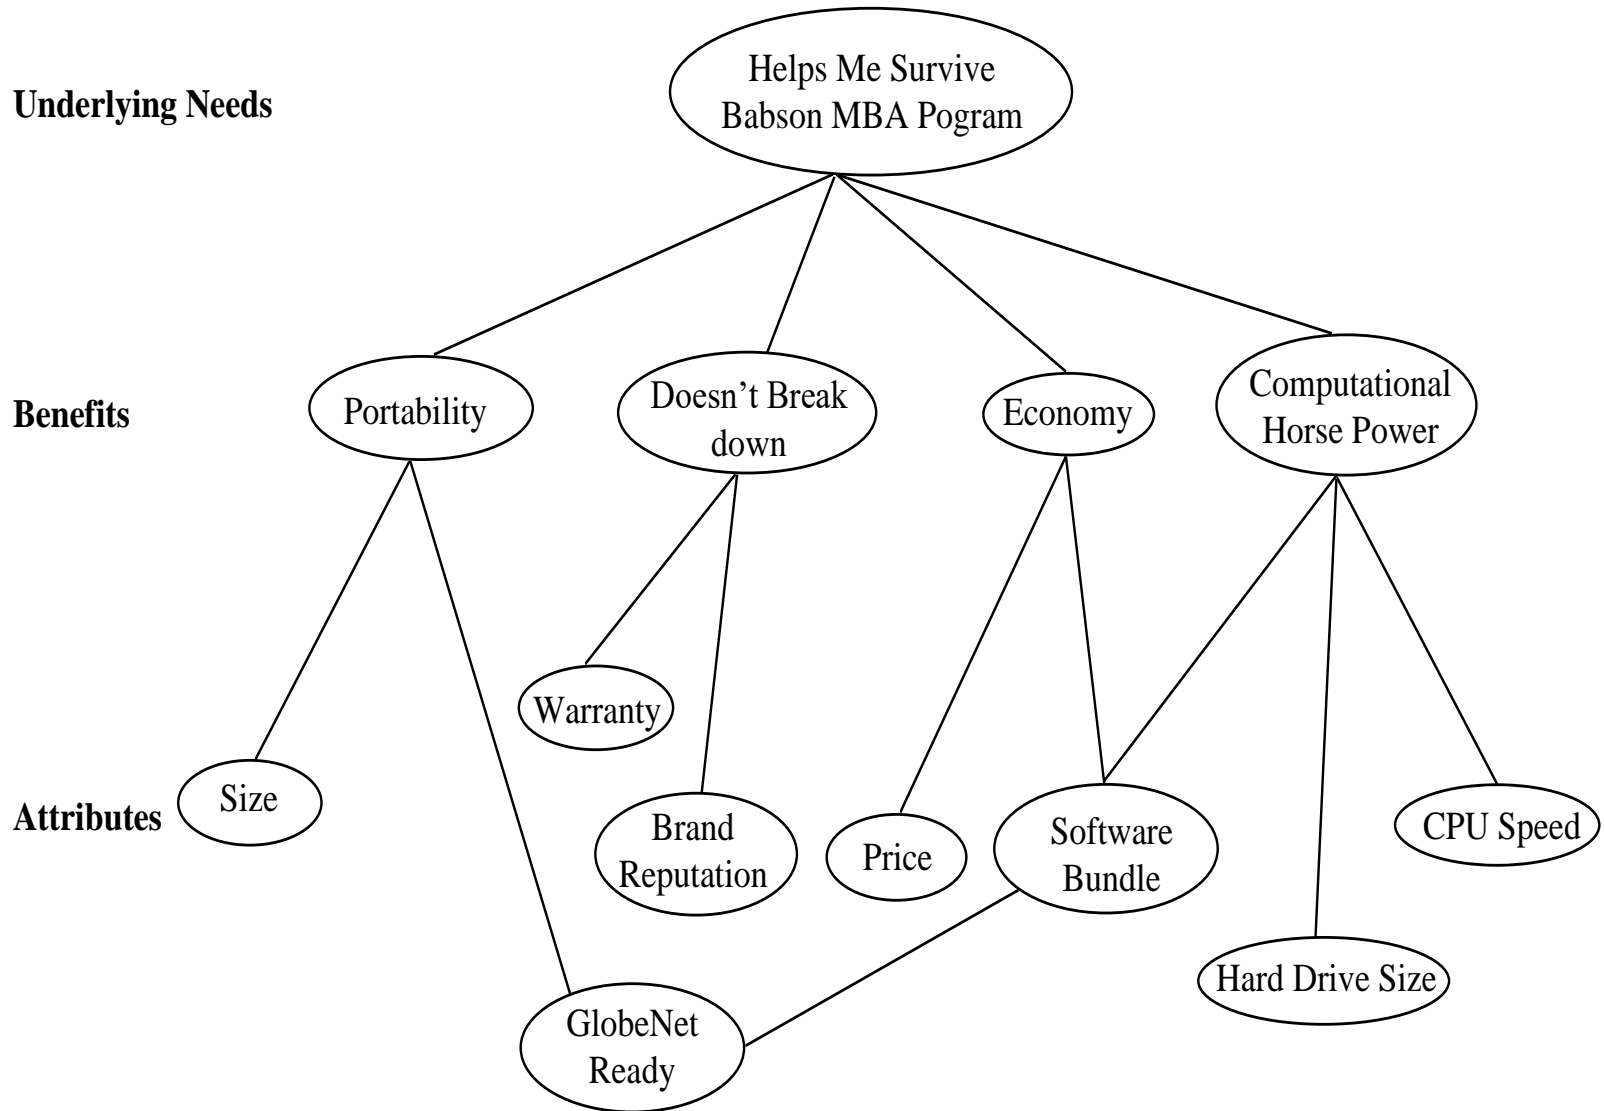 Helps Me Survive
Babson MBA Pogram
Underlying Needs
Benefits
Portability
Doesn’t Break
down
Economy
Computational
Horse Power
Warranty
Attributes
Size
Brand
Reputation
Price
Software
Bundle
CPU Speed
Hard Drive Size
GlobeNet
Ready